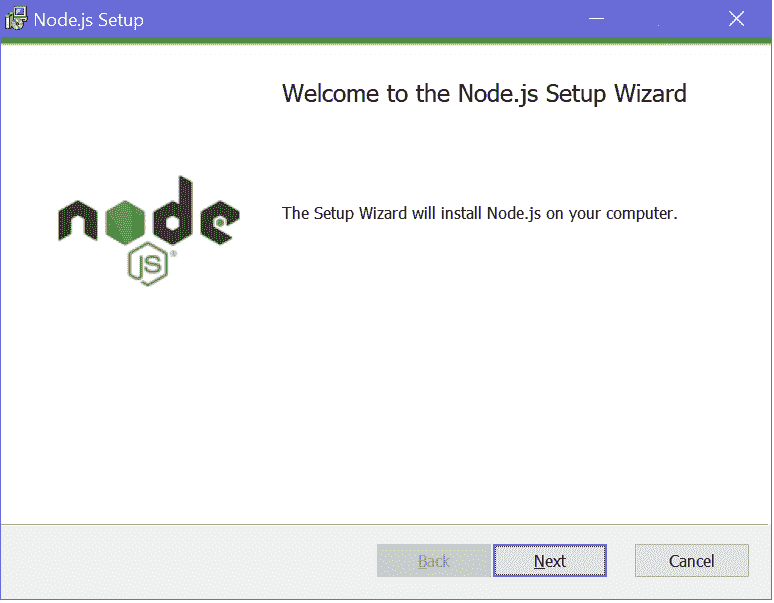 Node.js Setup
Welcome to the Node.js Setup Wizard
The Setup Wizard will install Node.js on your computer.
node
JS®
Back
Next
Cancel